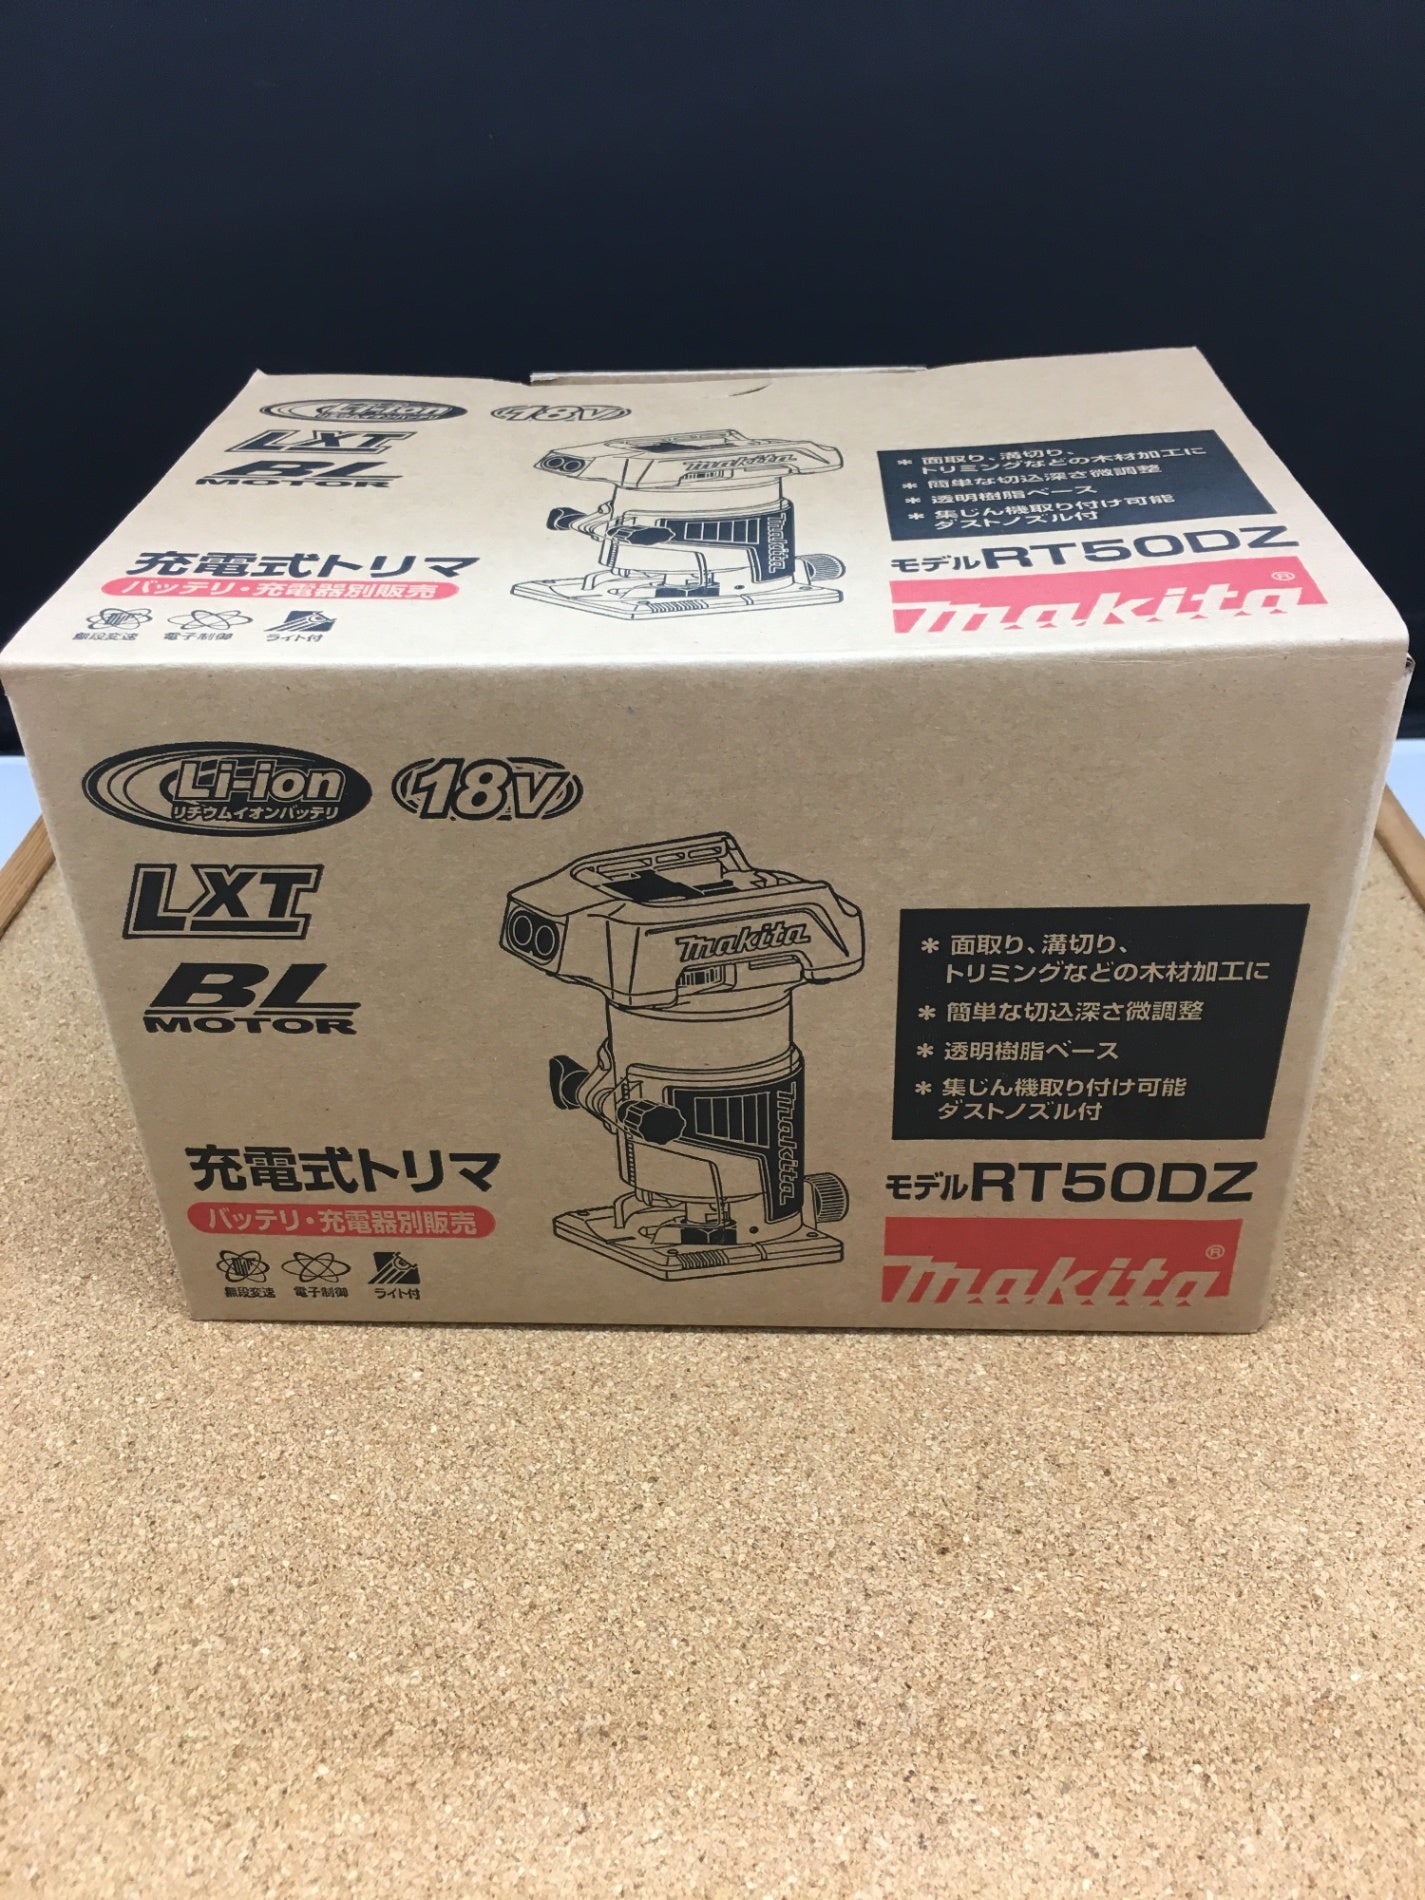 Li-ion
18V
LXT
BL
MOTOR
makita
Makita
充電式トリマ
バッテリ・充電器別販売
無段変速
電子制御
ライト付
* 面取り、溝切り、
トリミングなどの木材加工に
* 簡単な切込深さ微調整
* 透明樹脂ベース
* 集じん機取り付け可能
ダストノズル付
モデルRT50DZ
makita®
Li-ion
リチウムイオンバッテリ
18V
LXT
BL
MOTOR
makita
makita
充電式トリマ
バッテリ・充電器別販売
無段変速
電子制御
ライト付
* 面取り、溝切り、
トリミングなどの木材加工に
* 簡単な切込深さ微調整
* 透明樹脂ベース
* 集じん機取り付け可能
ダストノズル付
モデルRT50DZ
makita®